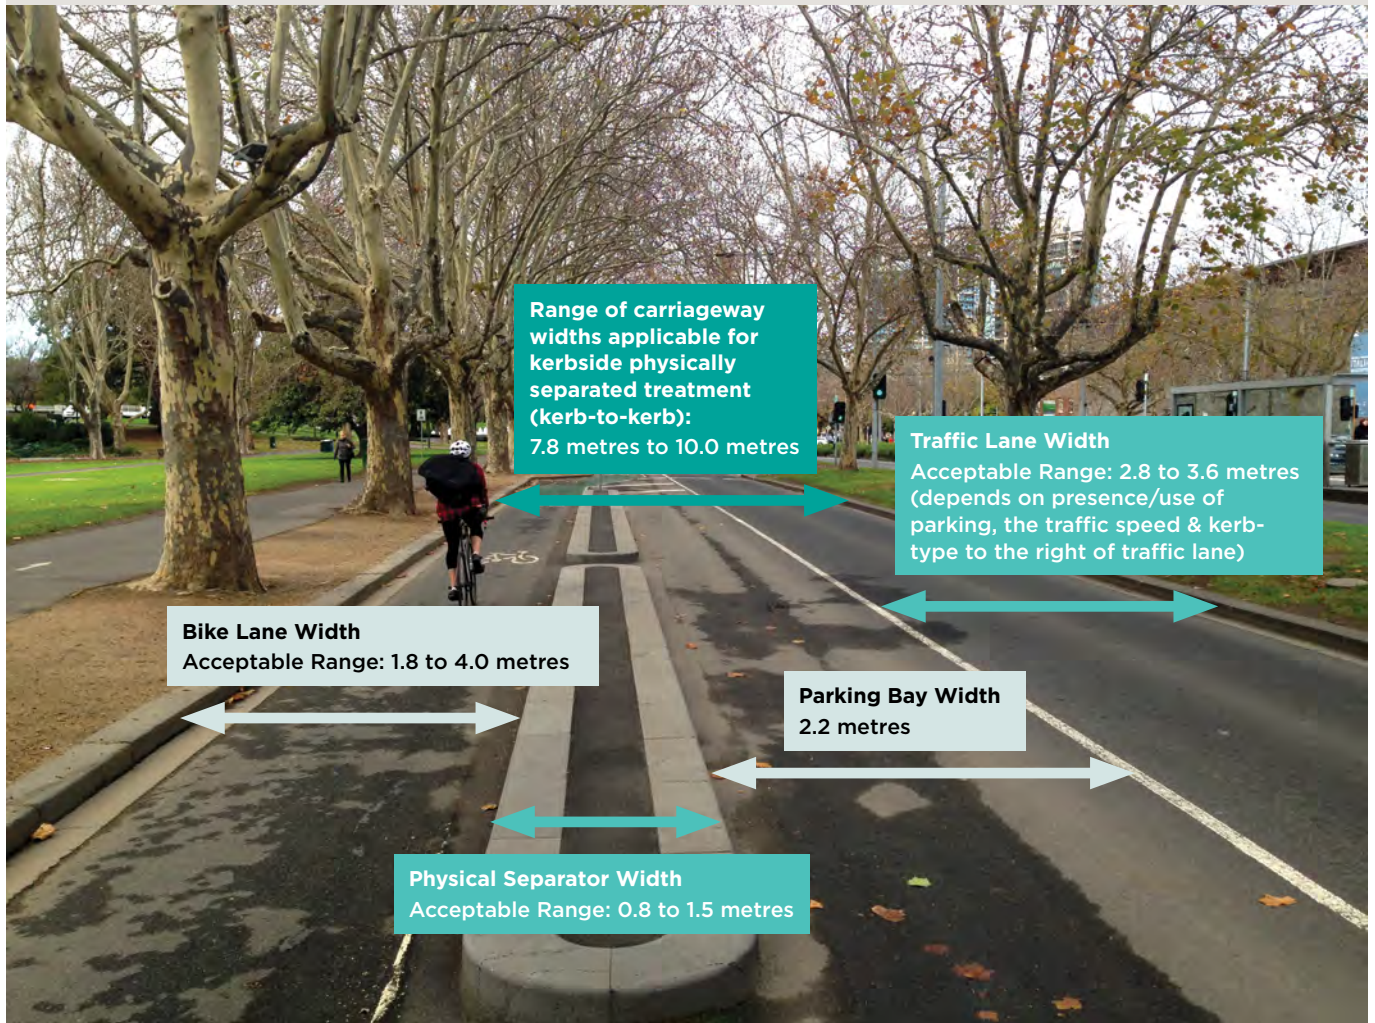 Range of carriageway
widths applicable for
kerbside physically
separated treatment
(kerb-to-kerb):
7.8 metres to 10.0 metres
Traffic Lane Width
Acceptable Range: 2.8 to 3.6 metres
(depends on presence/use of
parking, the traffic speed & kerb-
type to the right of traffic lane)
Bike Lane Width
Acceptable Range: 1.8 to 4.0 metres
Parking Bay Width
2.2 metres
Physical Separator Width
Acceptable Range: 0.8 to 1.5 metres